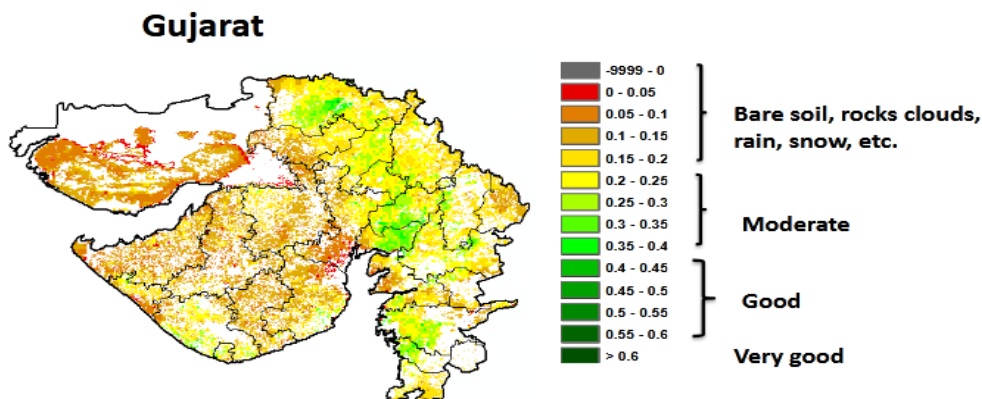 Gujarat
-9999 - 0
0 - 0.05
0.05 - 0.1
0.1 - 0.15
0.15 - 0.2
0.2 - 0.25
0.25 - 0.3
0.3 - 0.35
0.35 - 0.4
0.4 - 0.45
0.45 - 0.5
0.5 - 0.55
0.55 - 0.6
> 0.6
Bare soil, rocks clouds,
rain, snow, etc.
Moderate
Good
Very good